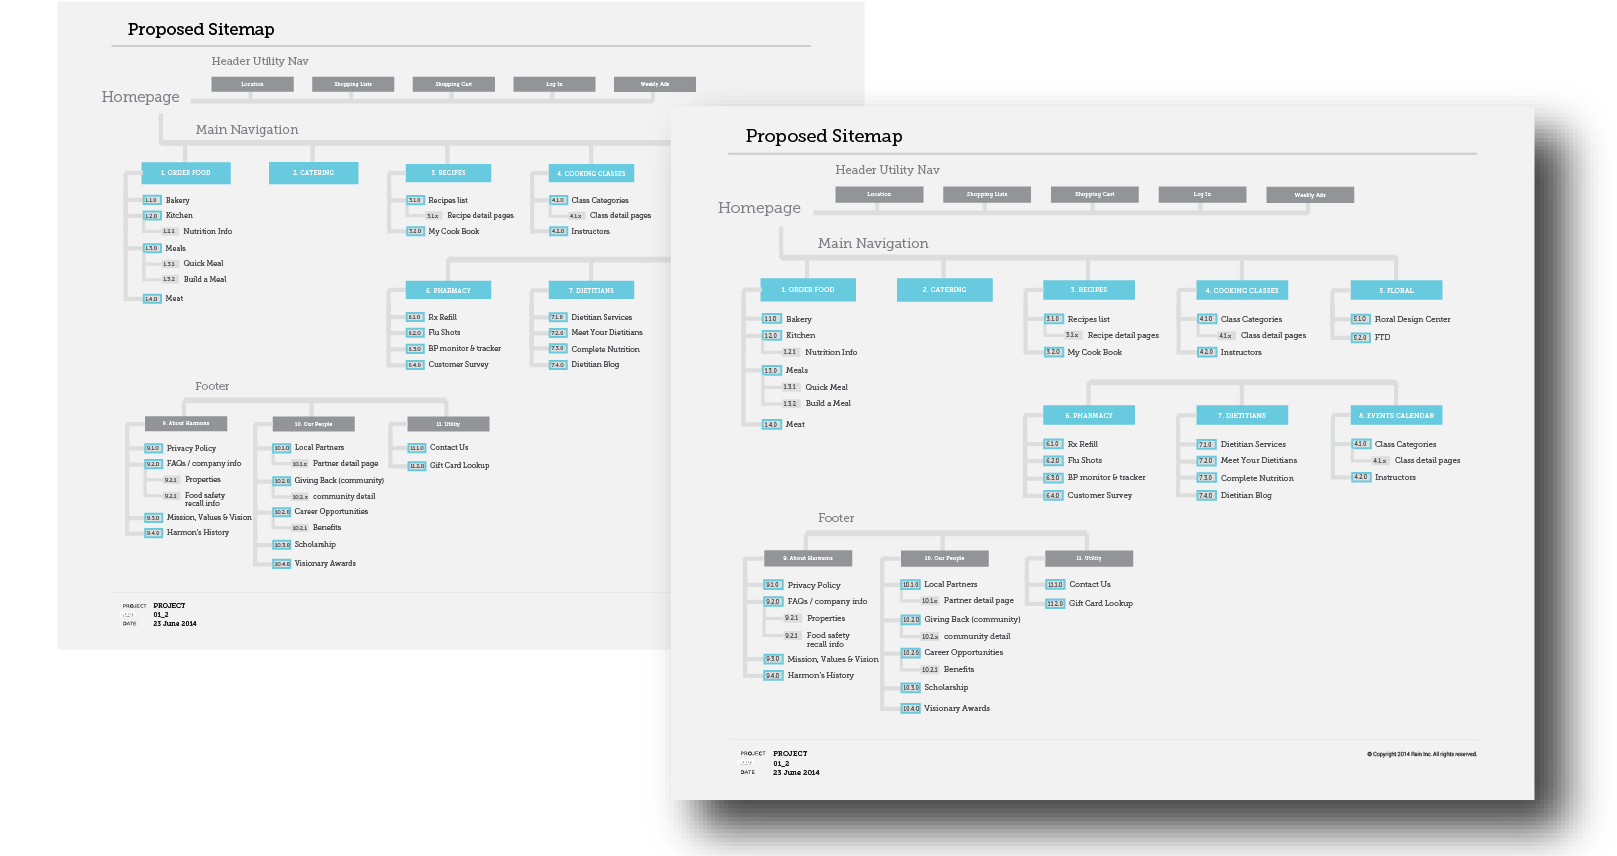 Proposed Sitemap
Header Utility Nav
Location
Shopping Lists
Shopping Cart
Log In
Weekly Ads
Homepage
Main Navigation
1. ORDER FOOD
2. CATERING
3. RECIPES
4. COOKING CLASSES
1.1.0 Bakery
1.2.0 Kitchen
1.2.1 Nutrition Info
1.3.0 Meals
1.3.1 Quick Meal
1.3.2 Build a Meal
1.4.0 Meat
3.1.0 Recipes list
3.1.x Recipe detail pages
3.2.0 My Cook Book
4.1.0 Class Categories
4.1.x Class detail pages
4.2.0 Instructors
6. PHARMACY
7. DIETITIANS
6.1.0 Rx Refill
6.2.0 Flu Shots
6.3.0 BP monitor & tracker
6.4.0 Customer Survey
7.1.0 Dietitian Services
7.2.0 Meet Your Dietitians
7.3.0 Complete Nutrition
7.4.0 Dietitian Blog
Footer
9. About Harmons
10. Our People
11. Utility
9.1.0 Privacy Policy
9.2.0 FAQs / company info
9.2.1 Properties
9.2.1 Food safety
recall info
9.3.0 Mission, Values & Vision
9.4.0 Harmon's History
10.1.0 Local Partners
10.1.x Partner detail page
10.2.0 Giving Back (community)
10.2.x community detail
10.2.0 Career Opportunities
10.2.1 Benefits
10.3.0 Scholarship
10.4.0 Visionary Awards
11.1.0 Contact Us
11.2.0 Gift Card Lookup
PROJECT PROJECT
01_2
DATE 23 June 2014
Proposed Sitemap
Header Utility Nav
Location
Shopping Lists
Shopping Cart
Log In
Weekly Ads
Homepage
Main Navigation
1. ORDER FOOD
2. CATERING
3. RECIPES
4. COOKING CLASSES
5. FLORAL
1.1.0 Bakery
1.2.0 Kitchen
1.2.1 Nutrition Info
1.3.0 Meals
1.3.1 Quick Meal
1.3.2 Build a Meal
1.4.0 Meat
3.1.0 Recipes list
3.1.x Recipe detail pages
3.2.0 My Cook Book
4.1.0 Class Categories
4.1.x Class detail pages
4.2.0 Instructors
5.1.0 Floral Design Center
5.2.0 FTD
6. PHARMACY
7. DIETITIANS
8. EVENTS CALENDAR
6.1.0 Rx Refill
6.2.0 Flu Shots
6.3.0 BP monitor & tracker
6.4.0 Customer Survey
7.1.0 Dietitian Services
7.2.0 Meet Your Dietitians
7.3.0 Complete Nutrition
7.4.0 Dietitian Blog
4.1.0 Class Categories
4.1.x Class detail pages
4.2.0 Instructors
Footer
9. About Harmons
10. Our People
11. Utility
9.1.0 Privacy Policy
9.2.0 FAQs / company info
9.2.1 Properties
9.2.1 Food safety
recall info
9.3.0 Mission, Values & Vision
9.4.0 Harmon's History
10.1.0 Local Partners
10.1.x Partner detail page
10.2.0 Giving Back (community)
10.2.x community detail
10.2.0 Career Opportunities
10.2.1 Benefits
10.3.0 Scholarship
10.4.0 Visionary Awards
11.1.0 Contact Us
11.2.0 Gift Card Lookup
PROJECT PROJECT
01_2
DATE 23 June 2014
© Copyright 2014 Rain Inc. All rights reserved.